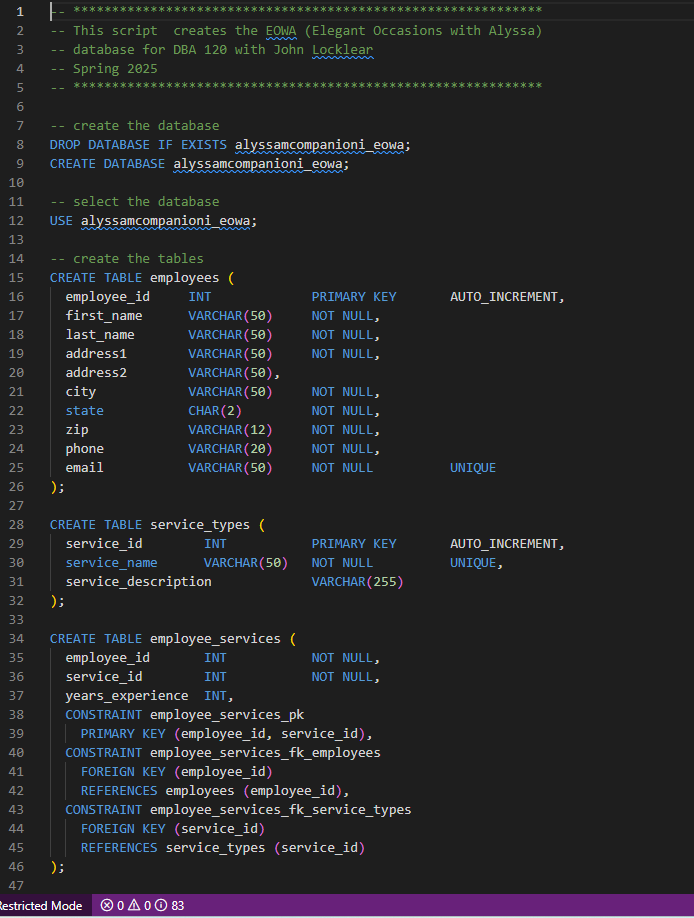 1 -- *************************************************************
2 -- This script  creates the EOWA (Elegant Occasions with Alyssa)
3 -- database for DBA 120 with John Locklear
4 -- Spring 2025
5 -- *************************************************************
6
7 -- create the database
8 DROP DATABASE IF EXISTS alyssamcompanioni_eowa;
9 CREATE DATABASE alyssamcompanioni_eowa;
10
11 -- select the database
12 USE alyssamcompanioni_eowa;
13
14 -- create the tables
15 CREATE TABLE employees (
16   employee_id     INT             PRIMARY KEY       AUTO_INCREMENT,
17   first_name      VARCHAR(50)     NOT NULL,
18   last_name       VARCHAR(50)     NOT NULL,
19   address1        VARCHAR(50)     NOT NULL,
20   address2        VARCHAR(50),
21   city            VARCHAR(50)     NOT NULL,
22   state           CHAR(2)         NOT NULL,
23   zip             VARCHAR(12)     NOT NULL,
24   phone           VARCHAR(20)     NOT NULL,
25   email           VARCHAR(50)     NOT NULL          UNIQUE
26 );
27
28 CREATE TABLE service_types (
29   service_id        INT           PRIMARY KEY       AUTO_INCREMENT,
30   service_name      VARCHAR(50)   NOT NULL          UNIQUE,
31   service_description             VARCHAR(255)
32 );
33
34 CREATE TABLE employee_services (
35   employee_id       INT           NOT NULL,
36   service_id        INT           NOT NULL,
37   years_experience  INT,
38   CONSTRAINT employee_services_pk
39     PRIMARY KEY (employee_id, service_id),
40   CONSTRAINT employee_services_fk_employees
41     FOREIGN KEY (employee_id)
42     REFERENCES employees (employee_id),
43   CONSTRAINT employee_services_fk_service_types
44     FOREIGN KEY (service_id)
45     REFERENCES service_types (service_id)
46 );
47
Restricted Mode 0 0 83